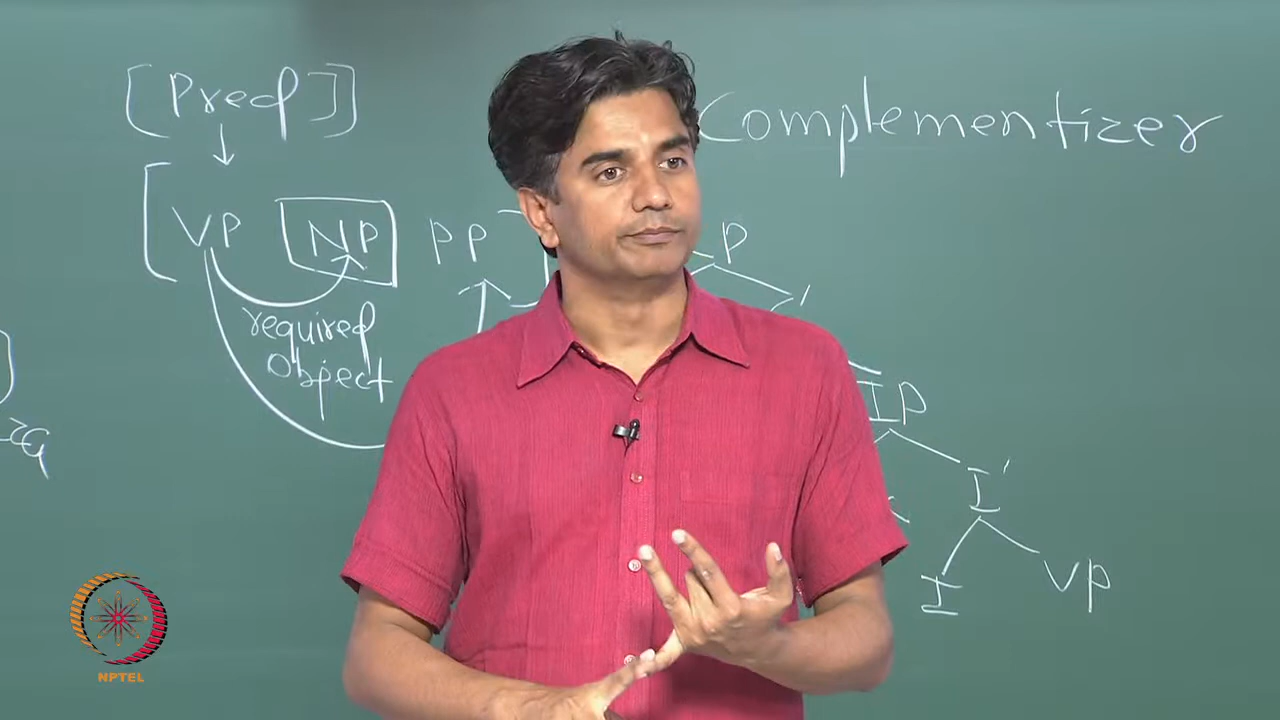 [Pred]]
Complementizer
[VP NP PP ]
P
required
Object
IP
I'
I VP
NPTEL